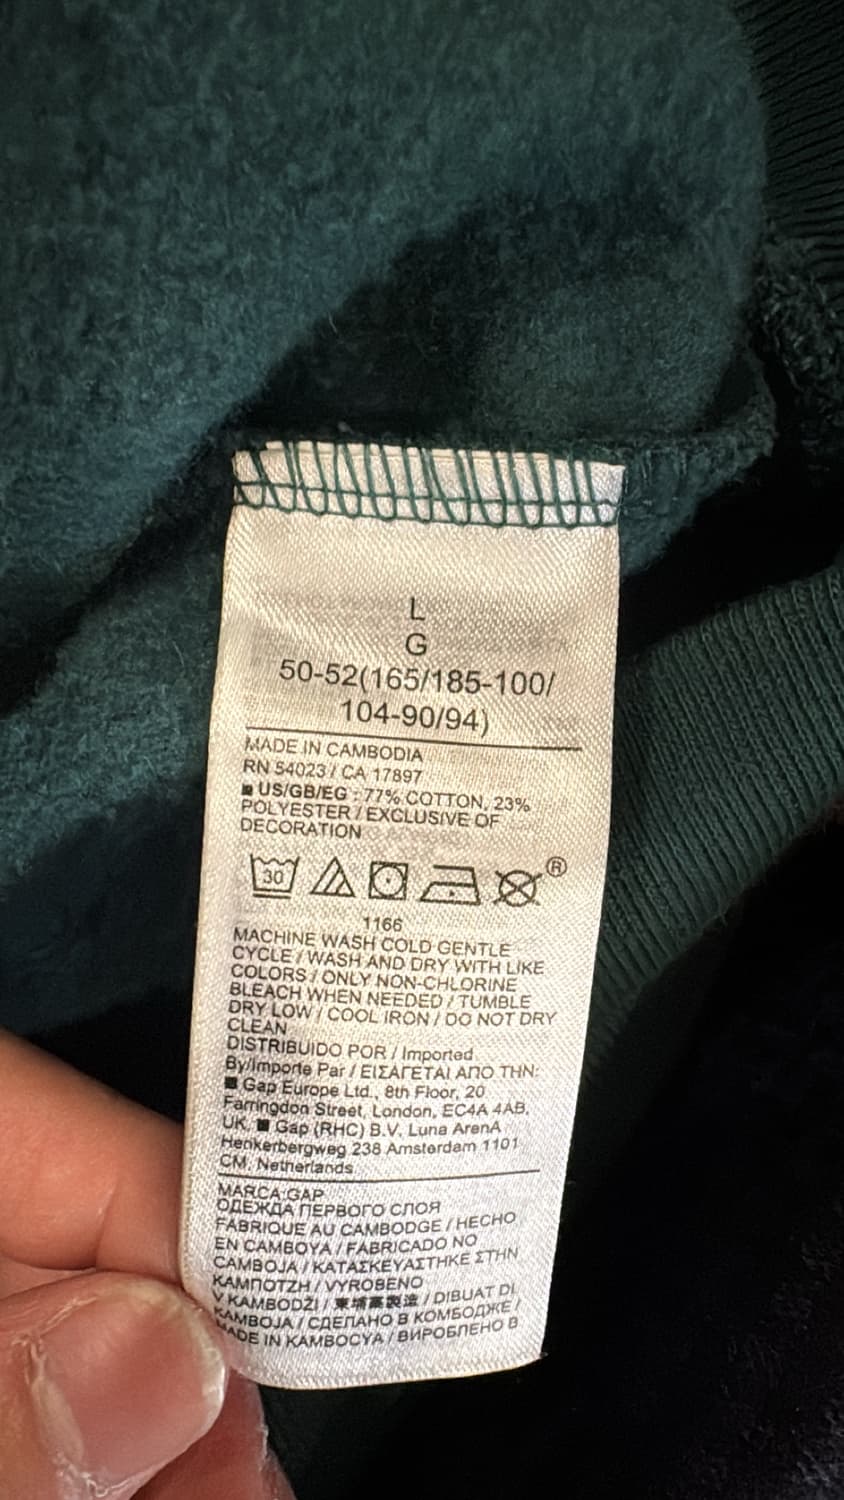 L
G
50-52(165/185-100/
104-90/94)
MADE IN CAMBODIA
RN 54023 / CA 17897
■ US/GB/EG : 77% COTTON, 23%
POLYESTER / EXCLUSIVE OF
DECORATION
30
®
1166
MACHINE WASH COLD GENTLE
CYCLE / WASH AND DRY WITH LIKE
COLORS / ONLY NON-CHLORINE
BLEACH WHEN NEEDED / TUMBLE
DRY LOW / COOL IRON / DO NOT DRY
CLEAN
DISTRIBUIDO POR / Imported
By/Importe Par / ΕΙΣΑΓΕΤΑΙ ΑΠΟ ΤΗΝ:
■ Gap Europe Ltd., 8th Floor, 20
Farringdon Street, London, EC4A 4AB,
UK. ■ Gap (RHC) B.V. Luna ArenA
Henkerbergweg 238 Amsterdam 1101
CM. Netherlands
MARCA:GAP
ОДЕЖДА ПЕРВОГО СЛОЯ
FABRIQUE AU CAMBODGE / HECHO
EN CAMBOYA / FABRICADO NO
CAMBOJA / ΚΑΤΑΣΚΕΥΑΣΤΗΚΕ ΣΤΗΝ
ΚΑΜΠΟΤΖΗ / VYROBENO
V KAMBODŽI / 柬埔寨製造 / DIBUAT DI
KAMBOJA / СДЕЛАНО В КОМБОДЖЕ /
MADE IN KAMBOCYA / ВИРОБЛЕНО В